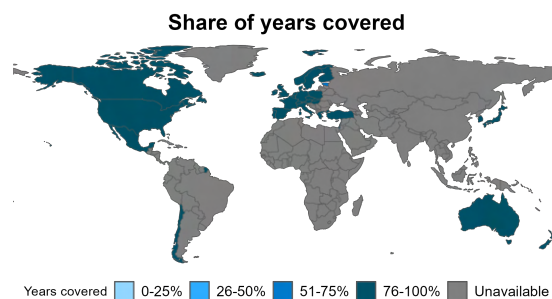 Share of years covered
Years covered 0-25% 26-50% 51-75% 76-100% Unavailable